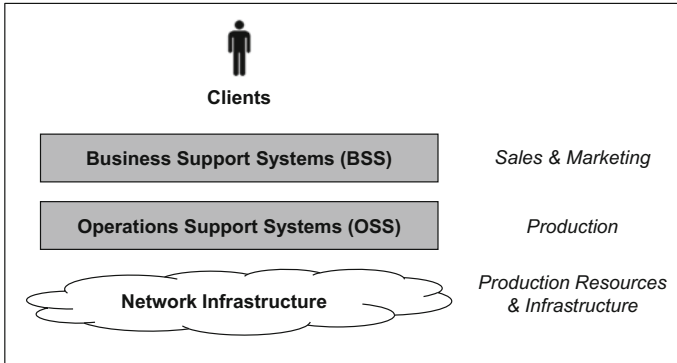 Clients
Business Support Systems (BSS)
Sales & Marketing
Operations Support Systems (OSS)
Production
Network Infrastructure
Production Resources
& Infrastructure